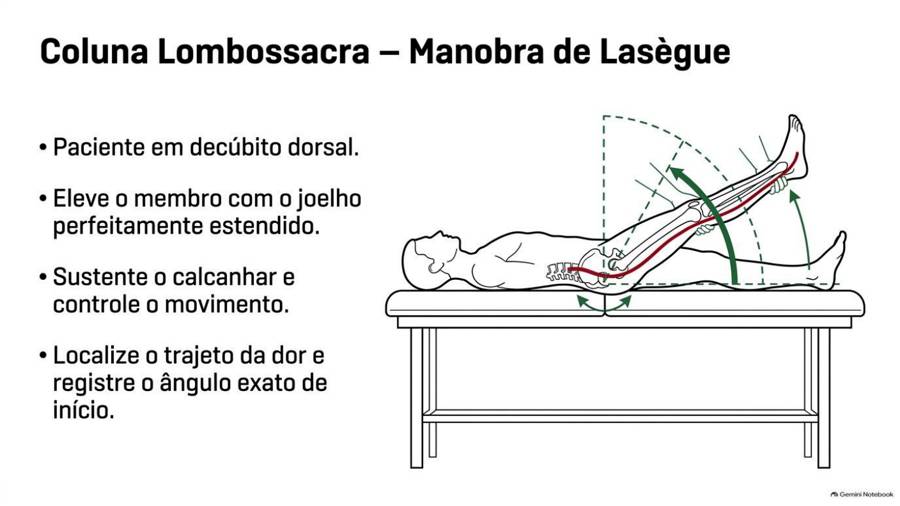 Coluna Lombossacra – Manobra de Lasègue
• Paciente em decúbito dorsal.
• Eleve o membro com o joelho
perfeitamente estendido.
• Sustente o calcanhar e
controle o movimento.
• Localize o trajeto da dor e
registre o ângulo exato de
início.
Gemini Notebook